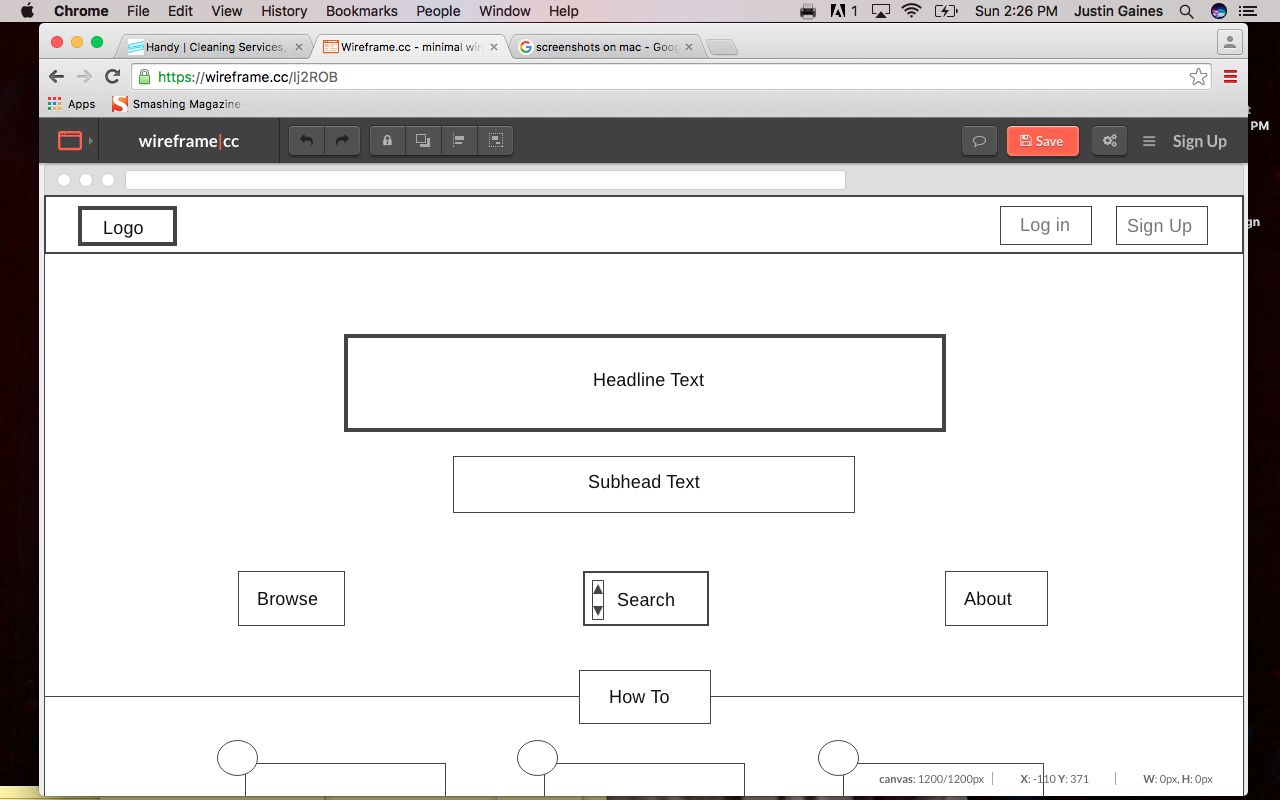 Chrome File Edit View History Bookmarks People Window Help 1 Sun 2:26 PM Justin Gaines
Handy | Cleaning Services, Wireframe.cc - minimal wir screenshots on mac - Goog
https://wireframe.cc/lj2ROB
Apps Smashing Magazine
PM
wireframe|cc Save Sign Up
Logo Log in Sign Up
gn
Headline Text
Subhead Text
Browse Search About
How To
canvas: 1200/1200px X: -110 Y: 371 W: 0px, H: 0px